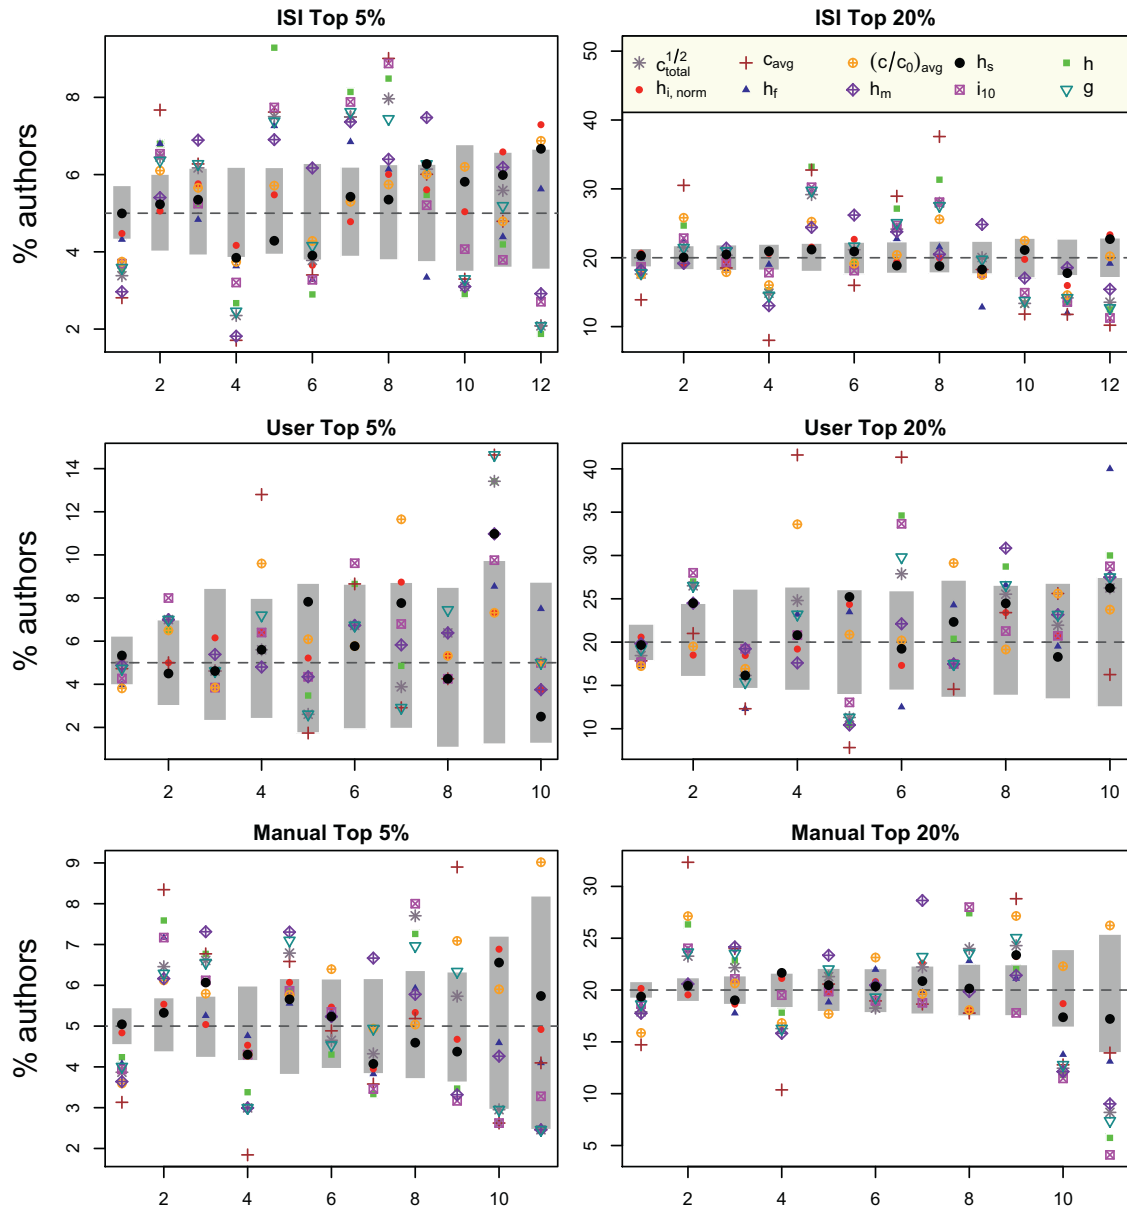 ISI Top 5%
% authors
8
6
4
2
2 4 6 8 10 12
ISI Top 20%
50
40
30
20
10
c_total^1/2 c_avg (c/c₀)_avg h_s h
h_i, norm h_f h_m i₁₀ g
2 4 6 8 10 12
User Top 5%
% authors
14
12
10
8
6
4
2
2 4 6 8 10
User Top 20%
40
35
30
25
20
15
10
2 4 6 8 10
Manual Top 5%
% authors
9
8
7
6
5
4
3
2
2 4 6 8 10
Manual Top 20%
30
25
20
15
10
5
2 4 6 8 10